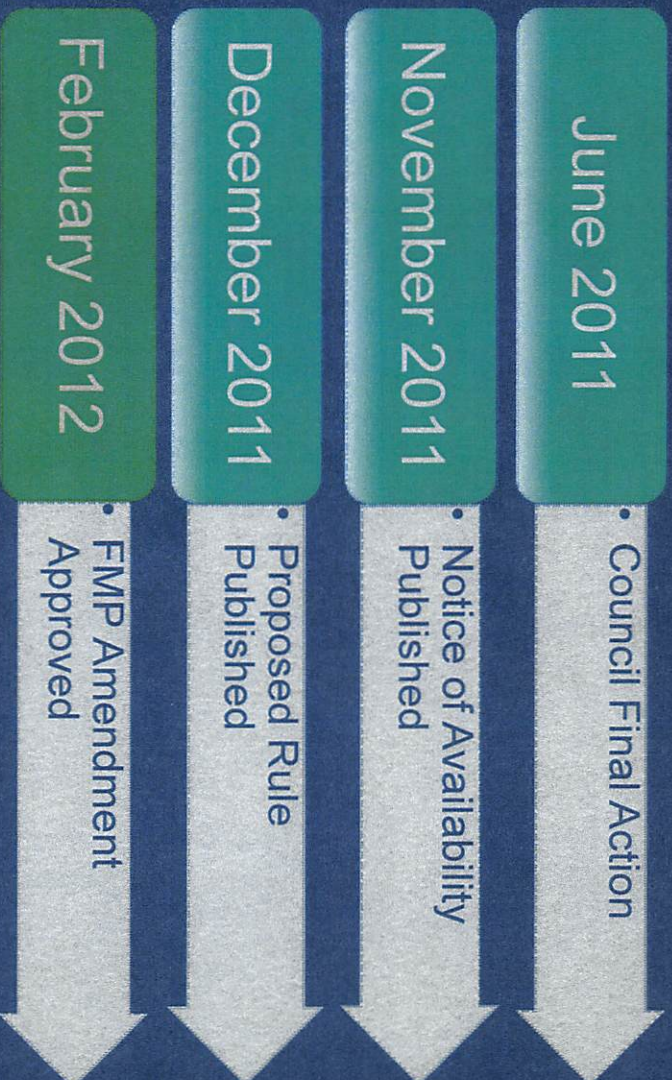 June 2011
• Council Final Action
November 2011
• Notice of Availability
Published
December 2011
• Proposed Rule
Published
February 2012
• FMP Amendment
Approved